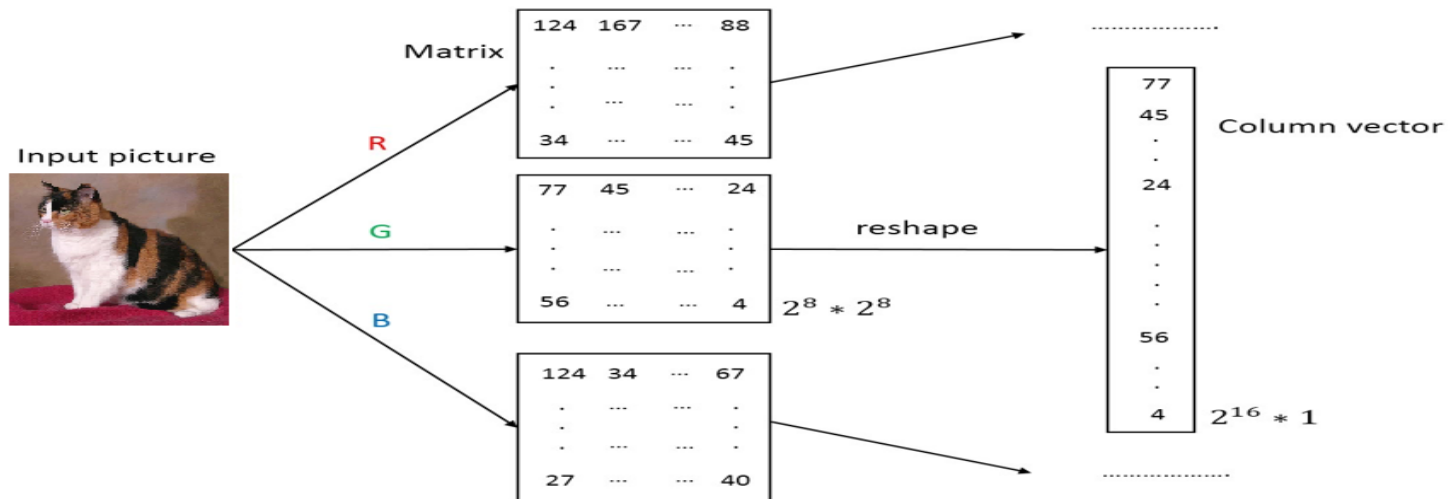 Input picture
R
G
B
Matrix
124 167 ... 88
. ... ... .
.
. ... ... .
34 ... ... 45
77 45 ... 24
. ... ... .
.
. ... ... .
56 ... ... 4
2^8 * 2^8
124 34 ... 67
. ... ... .
.
. ... ... .
27 ... ... 40
reshape
....................
77
45
.
.
24
.
.
.
.
.
56
.
.
4
Column vector
2^16 * 1
....................